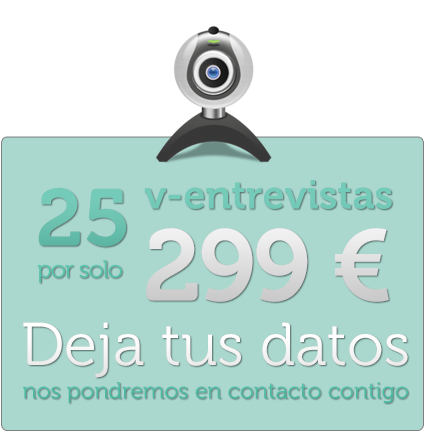 25 v-entrevistas
por solo 299 €
Deja tus datos
nos pondremos en contacto contigo